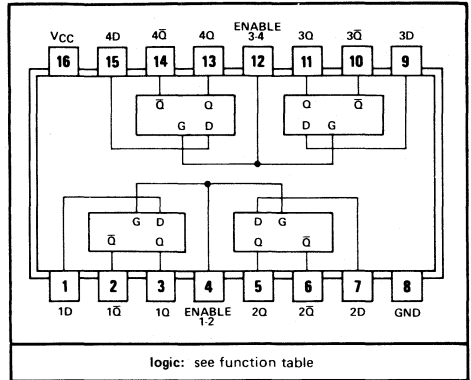 ENABLE
VCC 4D 4Q̅ 4Q 3-4 3Q 3Q̅ 3D
16 15 14 13 12 11 10 9
Q̅ Q Q Q̅
G D D G
G D D G
Q̅ Q Q Q̅
1 2 3 4 5 6 7 8
1D 1Q̅ 1Q ENABLE 2Q 2Q̅ 2D GND
1-2
logic: see function table